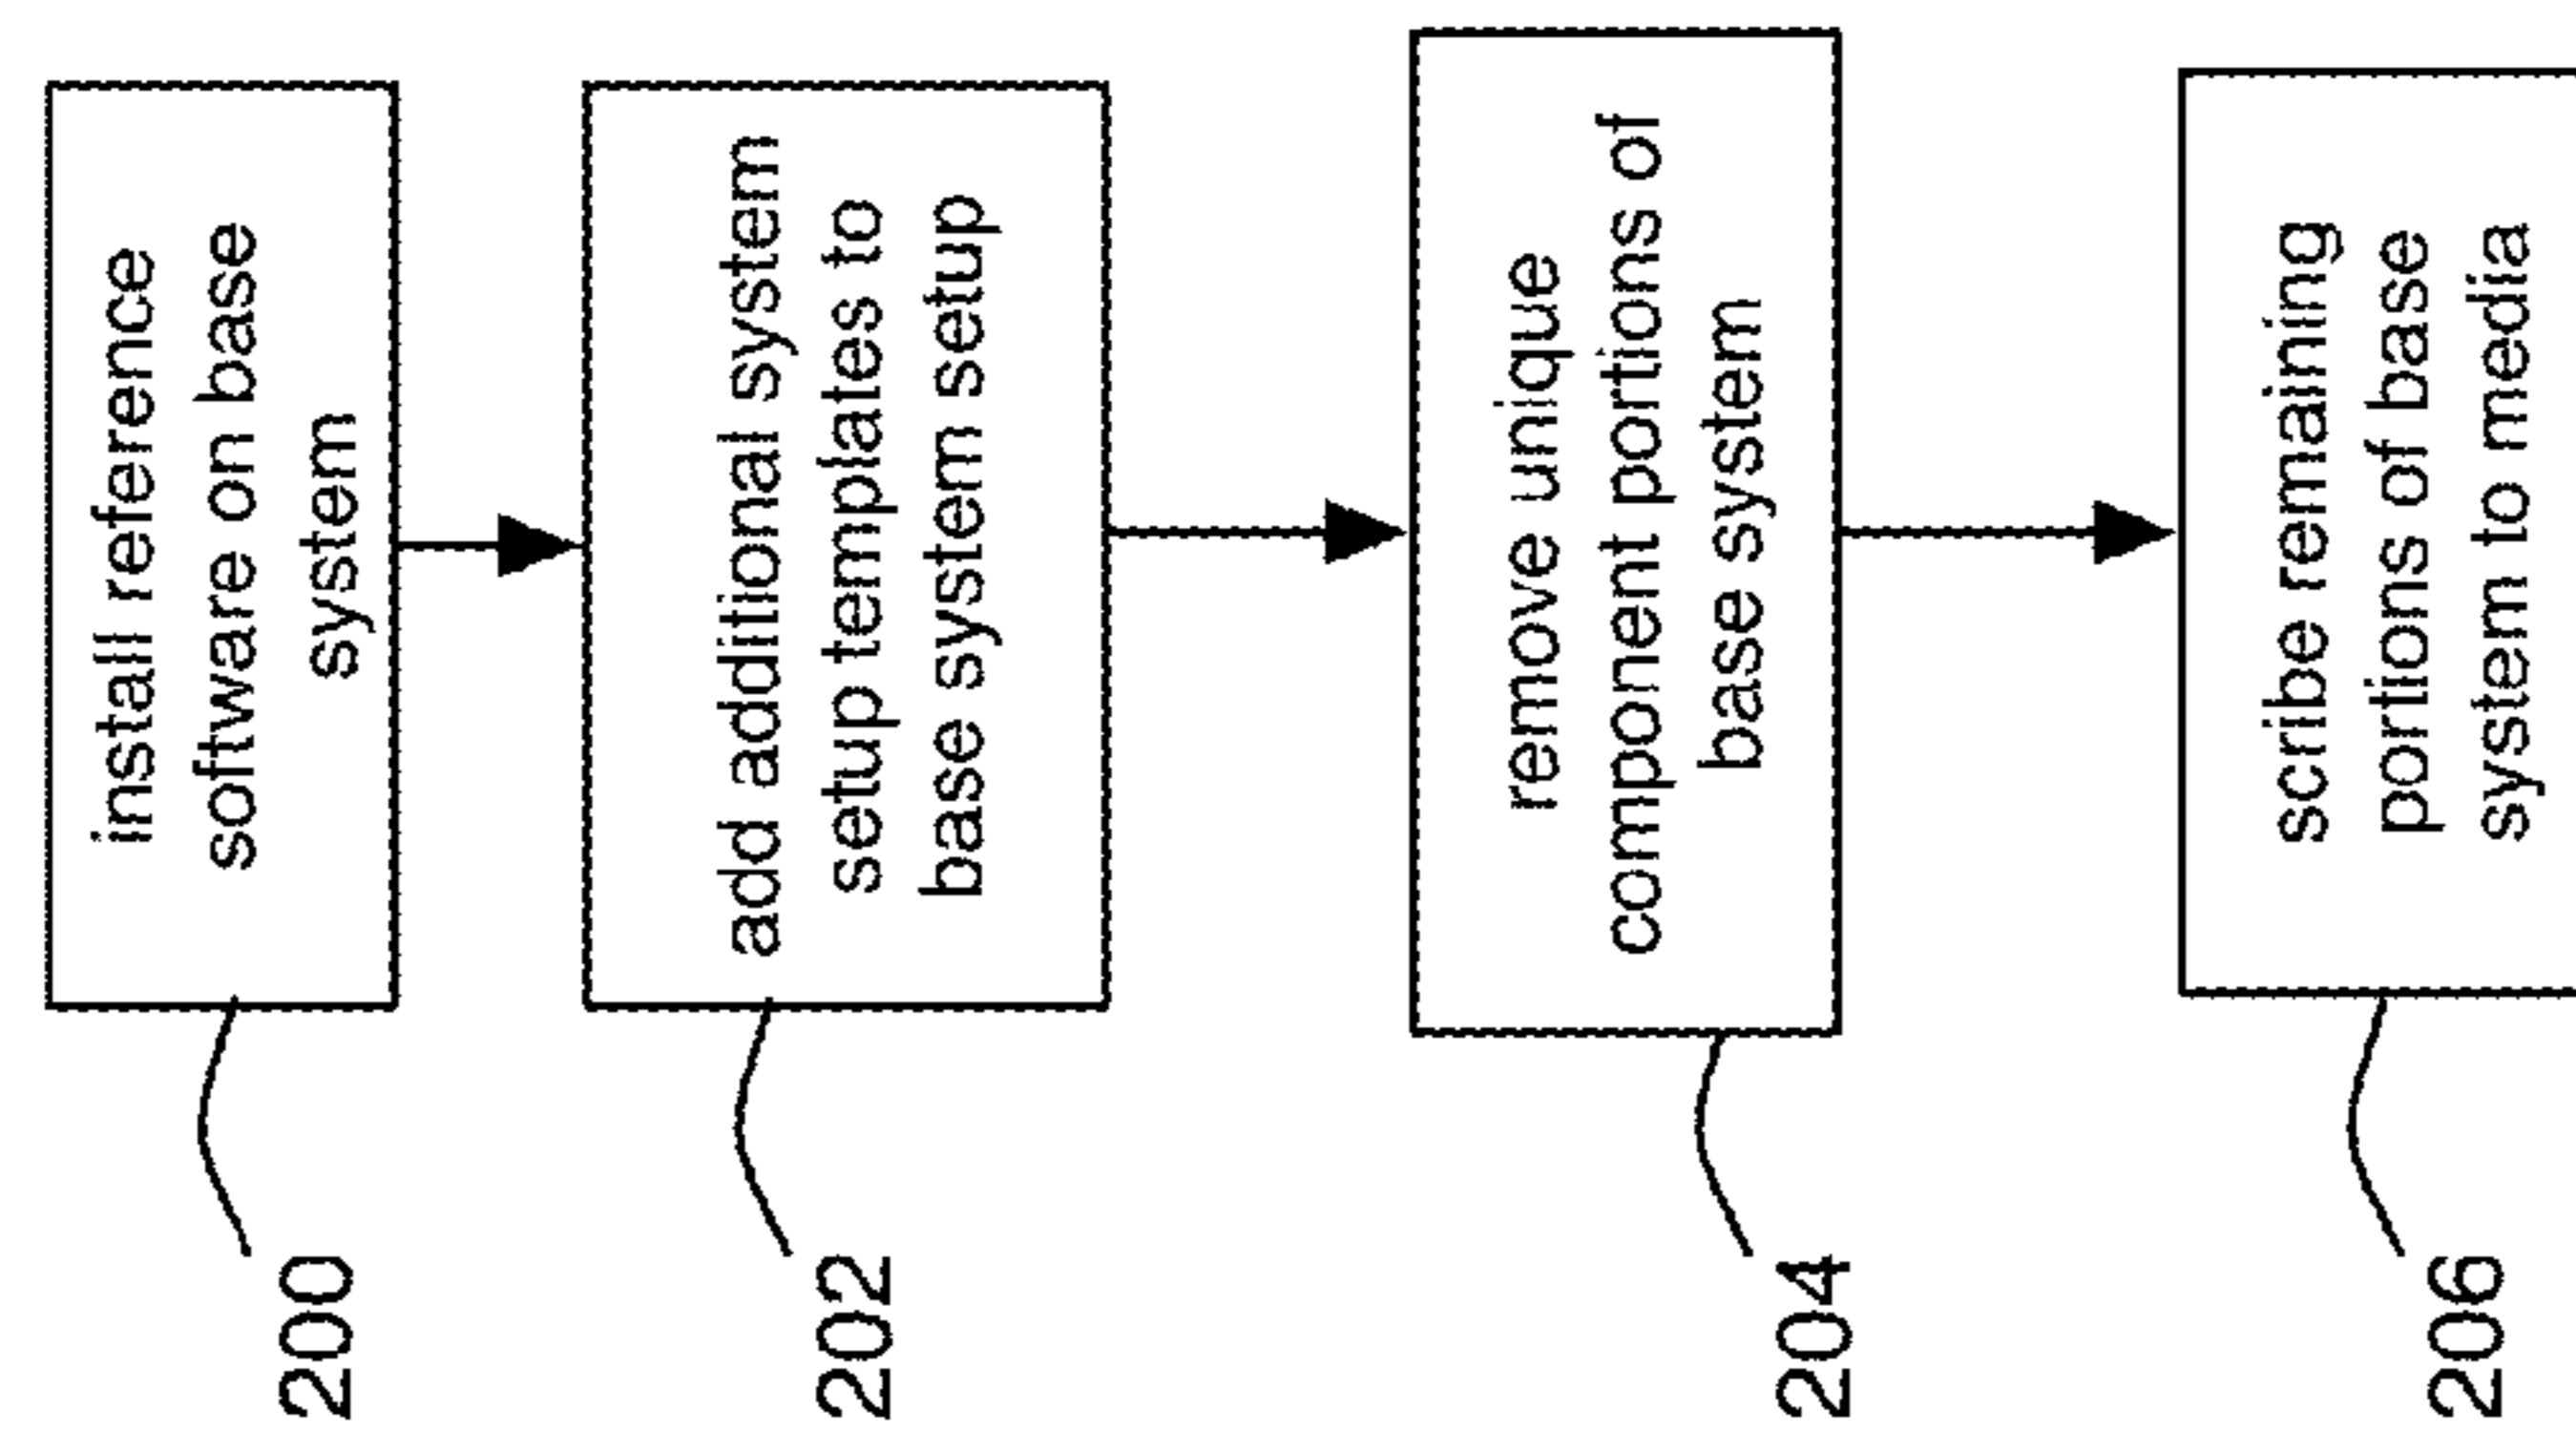 install reference
software on base
system
200
add additional system
setup templates to
base system setup
202
remove unique
component portions of
base system
204
scribe remaining
portions of base
system to media
206